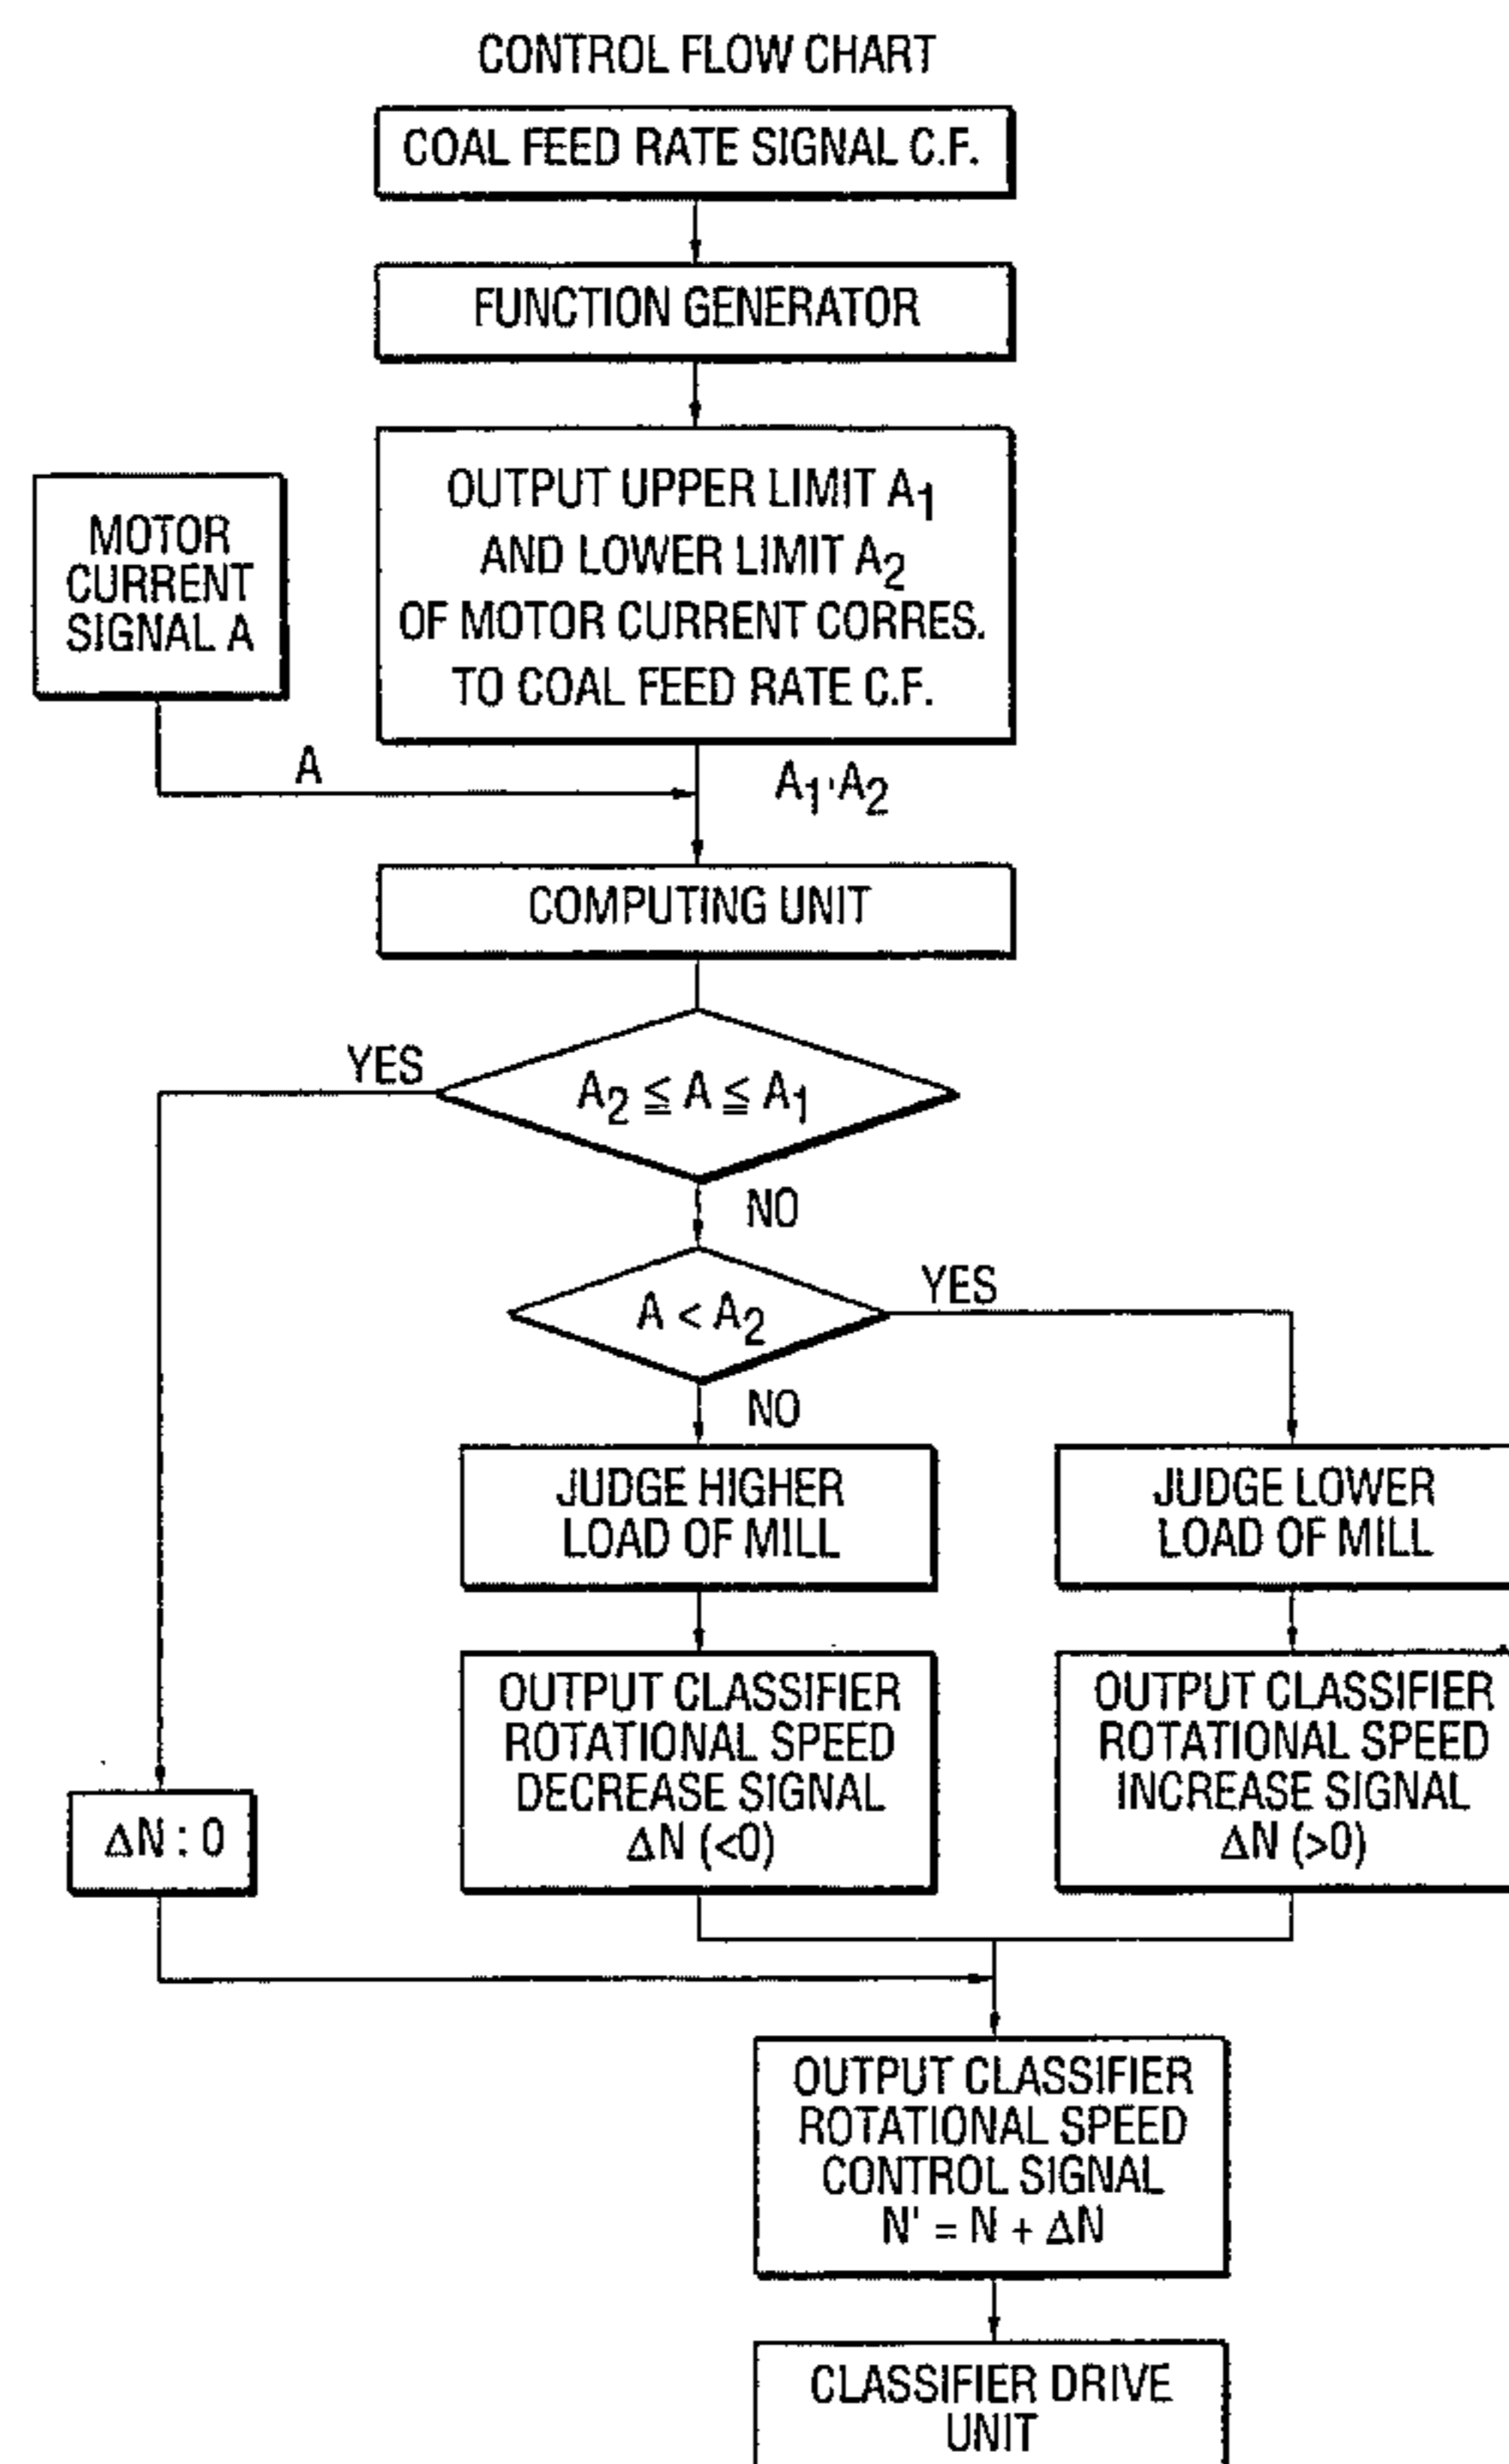 CONTROL FLOW CHART
COAL FEED RATE SIGNAL C.F.
FUNCTION GENERATOR
OUTPUT UPPER LIMIT A1
AND LOWER LIMIT A2
OF MOTOR CURRENT CORRES.
TO COAL FEED RATE C.F.
MOTOR
CURRENT
SIGNAL A
A
A1, A2
COMPUTING UNIT
YES
A2 ≦ A ≦ A1
NO
A < A2
YES
NO
JUDGE HIGHER
LOAD OF MILL
JUDGE LOWER
LOAD OF MILL
OUTPUT CLASSIFIER
ROTATIONAL SPEED
DECREASE SIGNAL
ΔN (<0)
OUTPUT CLASSIFIER
ROTATIONAL SPEED
INCREASE SIGNAL
ΔN (>0)
ΔN : 0
OUTPUT CLASSIFIER
ROTATIONAL SPEED
CONTROL SIGNAL
N' = N + ΔN
CLASSIFIER DRIVE
UNIT